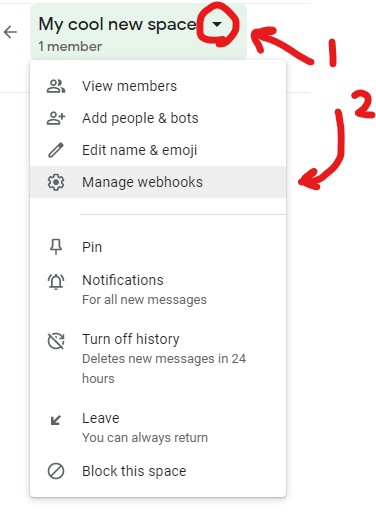 My cool new space
1 member
1
2
View members
Add people & bots
Edit name & emoji
Manage webhooks
Pin
Notifications
For all new messages
Turn off history
Deletes new messages in 24
hours
Leave
You can always return
Block this space